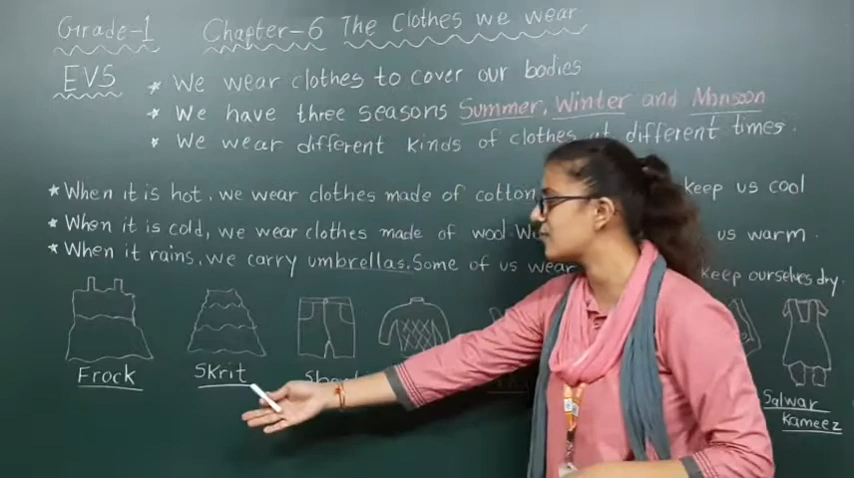 Grade-1 Chapter-6 The Clothes we wear
EVS
* We wear clothes to cover our bodies
* We have three seasons Summer, Winter and Monsoon
* We wear different kinds of clothes at different times.
* When it is hot, we wear clothes made of cotton keep us cool
* When it is cold, we wear clothes made of wool us warm.
* When it rains, we carry umbrellas. Some of us wear keep ourselves dry.
Frock Skrit
Salwar
Kameez